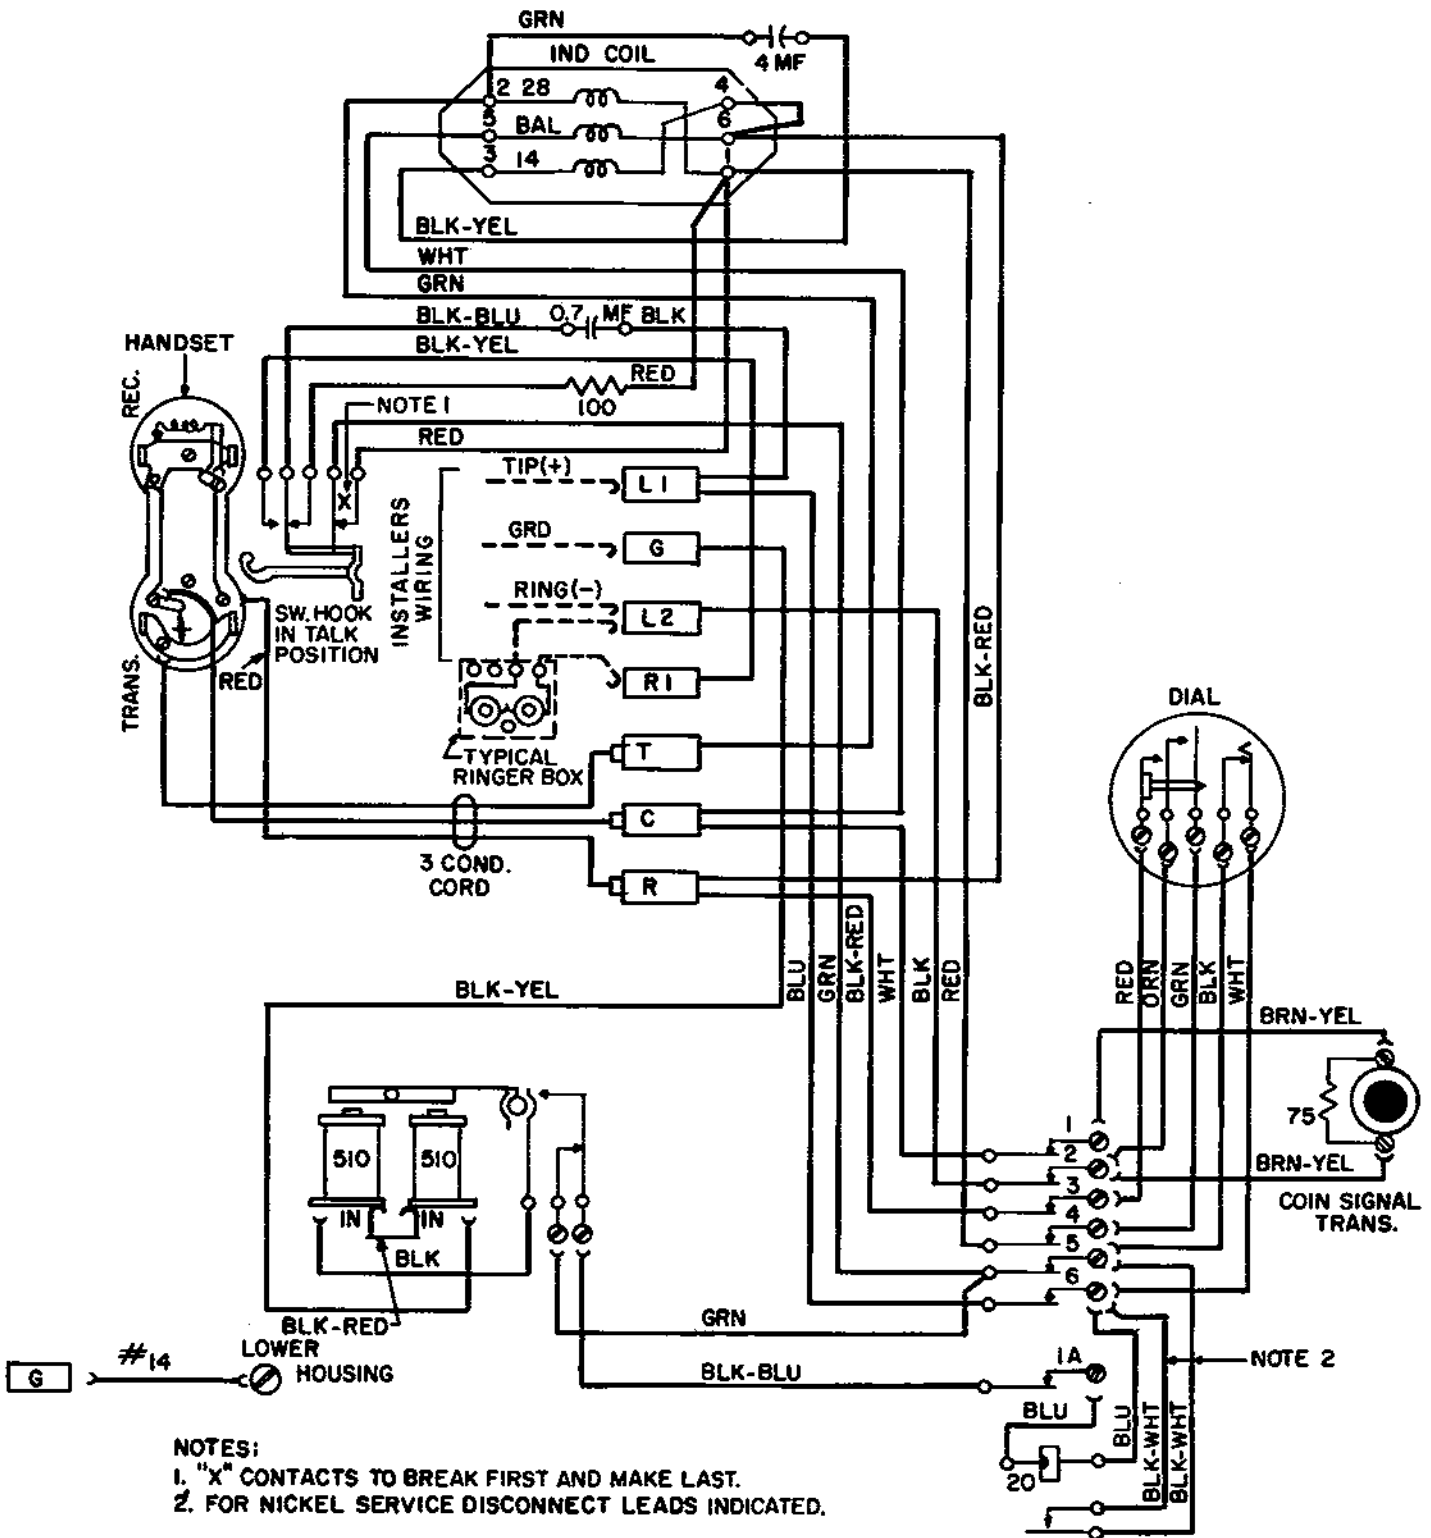 GRN
IND COIL
4 MF
2 28
4
5
BAL
6
3
14
BLK-YEL
WHT
GRN
BLK-BLU
0.7 MF
BLK
BLK-YEL
HANDSET
REC.
RED
100
NOTE 1
RED
X
TIP(+)
L1
GRD
G
RING(-)
L2
INSTALLERS
WIRING
R1
SW. HOOK
IN TALK
POSITION
RED
TRANS.
TYPICAL
RINGER BOX
T
C
R
3 COND.
CORD
BLK-RED
DIAL
BLK-YEL
BLU
GRN
BLK-RED
WHT
BLK
RED
RED
ORN
GRN
BLK
WHT
BRN-YEL
75
BRN-YEL
COIN SIGNAL
TRANS.
1
2
3
4
5
6
510
510
IN
IN
BLK
BLK-RED
GRN
BLK-BLU
1A
NOTE 2
BLU
BLU
BLK-WHT
BLK-WHT
20
G
#14
LOWER
HOUSING
NOTES:
1. "X" CONTACTS TO BREAK FIRST AND MAKE LAST.
2. FOR NICKEL SERVICE DISCONNECT LEADS INDICATED.